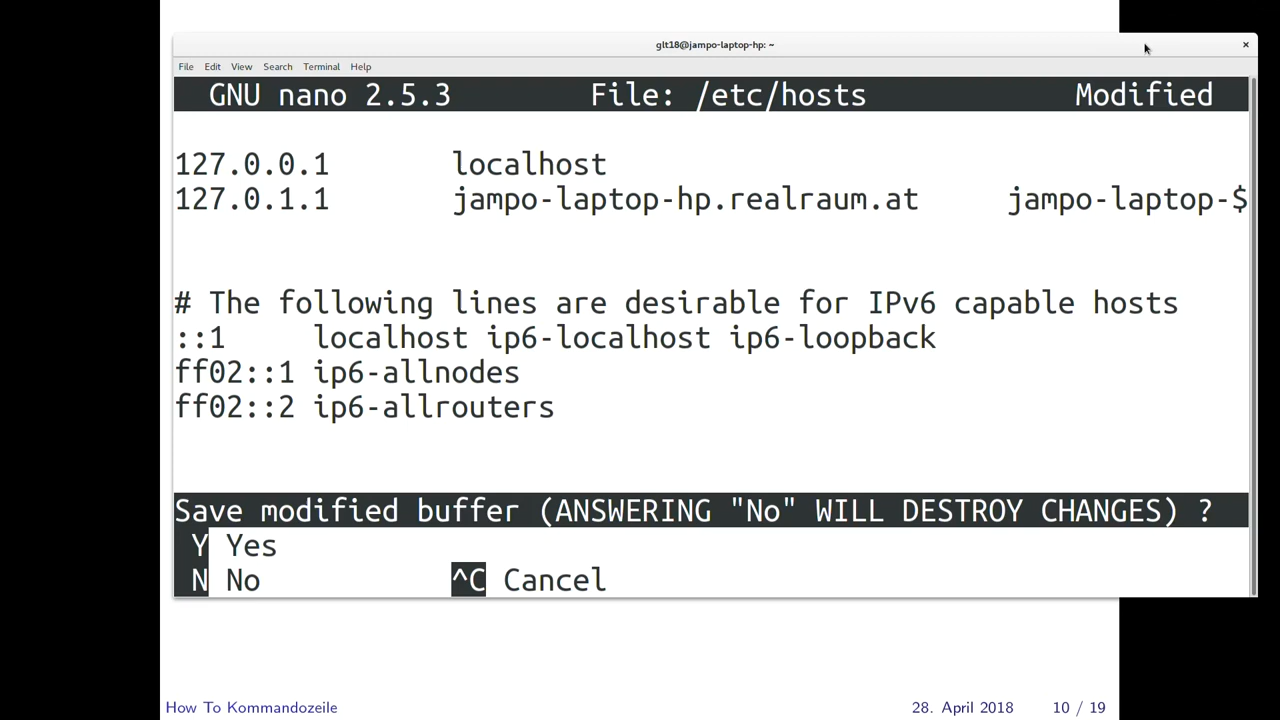 glt18@jampo-laptop-hp: ~ ×
File Edit View Search Terminal Help
GNU nano 2.5.3 File: /etc/hosts Modified
127.0.0.1 localhost
127.0.1.1 jampo-laptop-hp.realraum.at jampo-laptop-$
# The following lines are desirable for IPv6 capable hosts
::1 localhost ip6-localhost ip6-loopback
ff02::1 ip6-allnodes
ff02::2 ip6-allrouters
Save modified buffer (ANSWERING "No" WILL DESTROY CHANGES) ?
Y Yes
N No ^C Cancel
How To Kommandozeile 28. April 2018 10 / 19